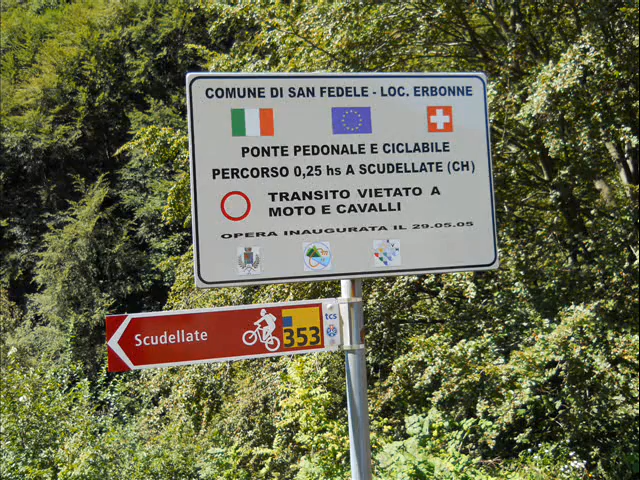 COMUNE DI SAN FEDELE - LOC. ERBONNE
PONTE PEDONALE E CICLABILE
PERCORSO 0,25 hs A SCUDELLATE (CH)
TRANSITO VIETATO A
MOTO E CAVALLI
OPERA INAUGURATA IL 29.05.05
Scudellate
353
tcs